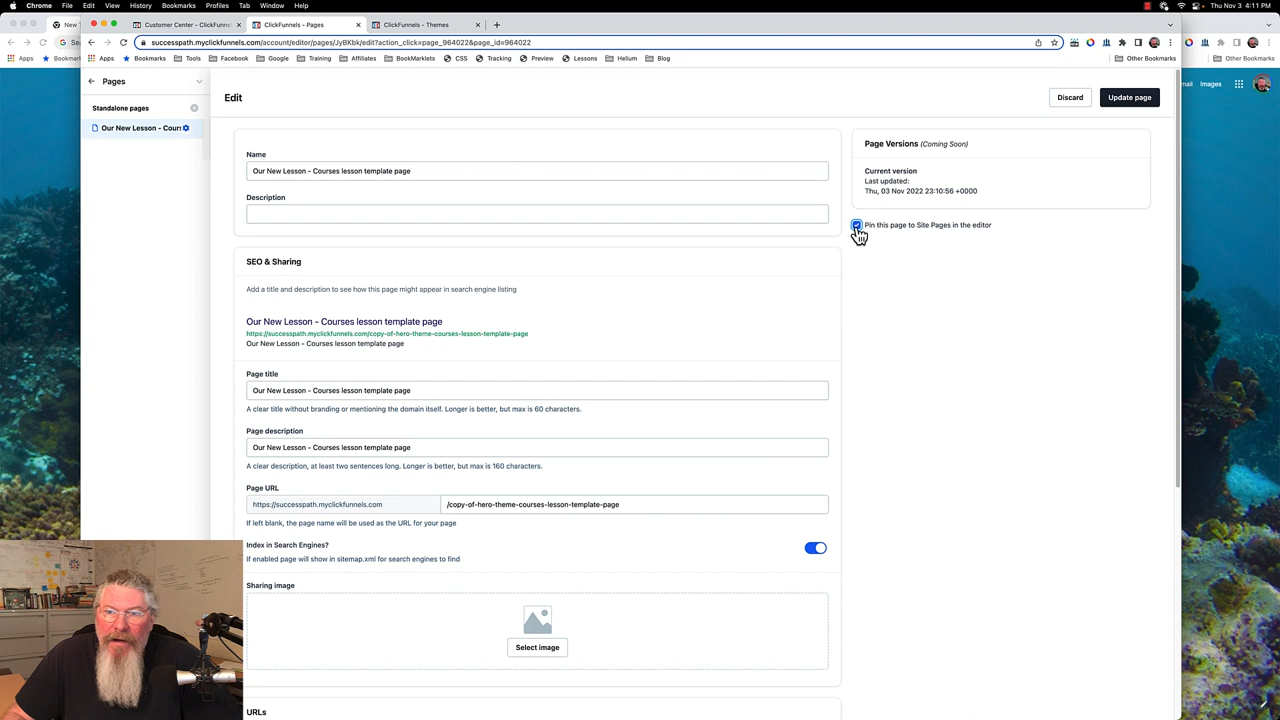 Chrome File Edit View History Bookmarks Profiles Tab Window Help
Thu Nov 3 4:11 PM
New T
Customer Center - ClickFunne
ClickFunnels - Pages
ClickFunnels - Themes
successpath.myclickfunnels.com/account/editor/pages/JyBKbk/edit?action_click=page_964022&page_id=964022
Apps Bookmar
Apps Bookmarks Tools Facebook Google Training Affiliates BookMarklets CSS Tracking Preview Lessons Helium Blog Other Bookmarks
Other Bookmarks
Pages
mail Images
Standalone pages
Our New Lesson - Cour
Edit
Discard
Update page
Name
Our New Lesson - Courses lesson template page
Description
Page Versions (Coming Soon)
Current version
Last updated:
Thu, 03 Nov 2022 23:10:56 +0000
Pin this page to Site Pages in the editor
SEO & Sharing
Add a title and description to see how this page might appear in search engine listing
Our New Lesson - Courses lesson template page
https://successpath.myclickfunnels.com/copy-of-hero-theme-courses-lesson-template-page
Our New Lesson - Courses lesson template page
Page title
Our New Lesson - Courses lesson template page
A clear title without branding or mentioning the domain itself. Longer is better, but max is 60 characters.
Page description
Our New Lesson - Courses lesson template page
A clear description, at least two sentences long. Longer is better, but max is 160 characters.
Page URL
https://successpath.myclickfunnels.com /copy-of-hero-theme-courses-lesson-template-page
If left blank, the page name will be used as the URL for your page
Index in Search Engines?
If enabled page will show in sitemap.xml for search engines to find
Sharing image
Select image
URLs